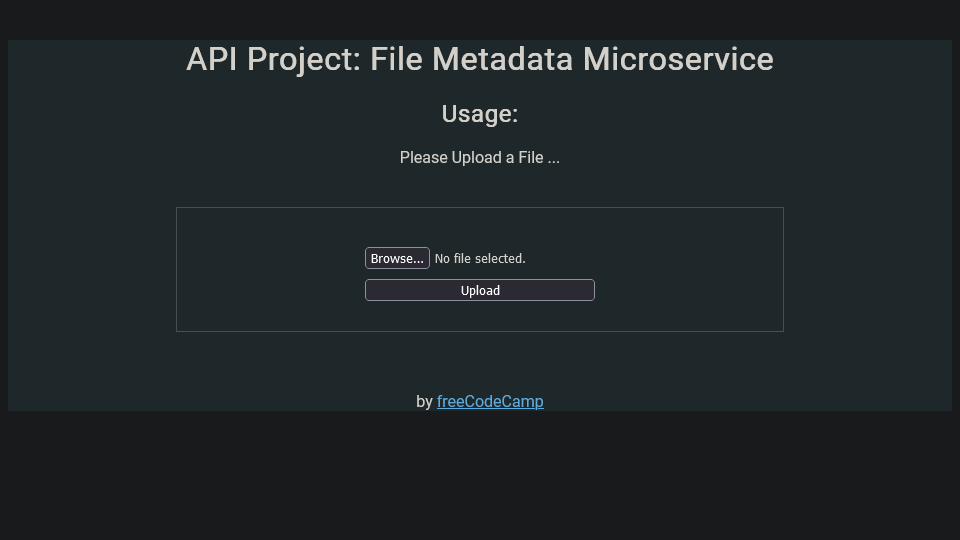 API Project: File Metadata Microservice
Usage:
Please Upload a File ...
Browse... No file selected.
Upload
by freeCodeCamp